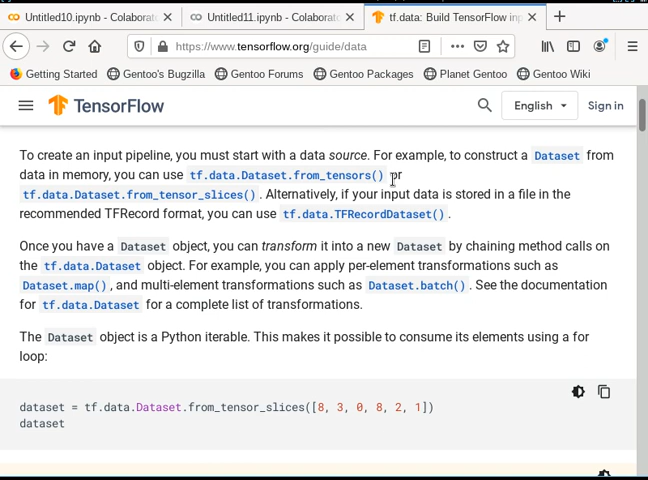 Untitled10.ipynb - Colaborat
Untitled11.ipynb - Colaborat
tf.data: Build TensorFlow inp
https://www.tensorflow.org/guide/data
Getting Started
Gentoo's Bugzilla
Gentoo Forums
Gentoo Packages
Planet Gentoo
Gentoo Wiki
TensorFlow
English
Sign in
To create an input pipeline, you must start with a data source. For example, to construct a Dataset from
data in memory, you can use tf.data.Dataset.from_tensors() or
tf.data.Dataset.from_tensor_slices(). Alternatively, if your input data is stored in a file in the
recommended TFRecord format, you can use tf.data.TFRecordDataset().
Once you have a Dataset object, you can transform it into a new Dataset by chaining method calls on
the tf.data.Dataset object. For example, you can apply per-element transformations such as
Dataset.map(), and multi-element transformations such as Dataset.batch(). See the documentation
for tf.data.Dataset for a complete list of transformations.
The Dataset object is a Python iterable. This makes it possible to consume its elements using a for
loop:
dataset = tf.data.Dataset.from_tensor_slices([8, 3, 0, 8, 2, 1])
dataset